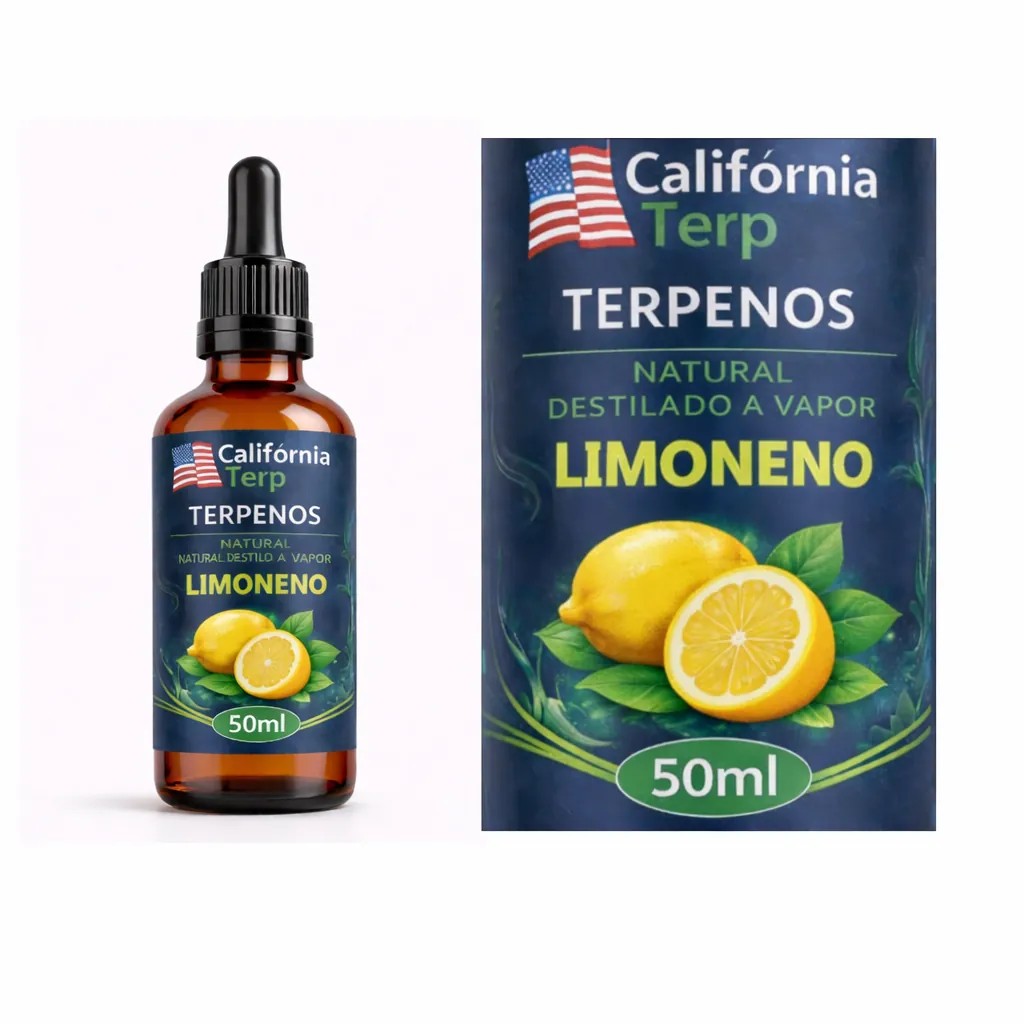 Califórnia
Terp
TERPENOS
NATURAL
NATURAL DESTILO A VAPOR
LIMONENO
50ml
Califórnia
Terp
TERPENOS
NATURAL
DESTILADO A VAPOR
LIMONENO
50ml